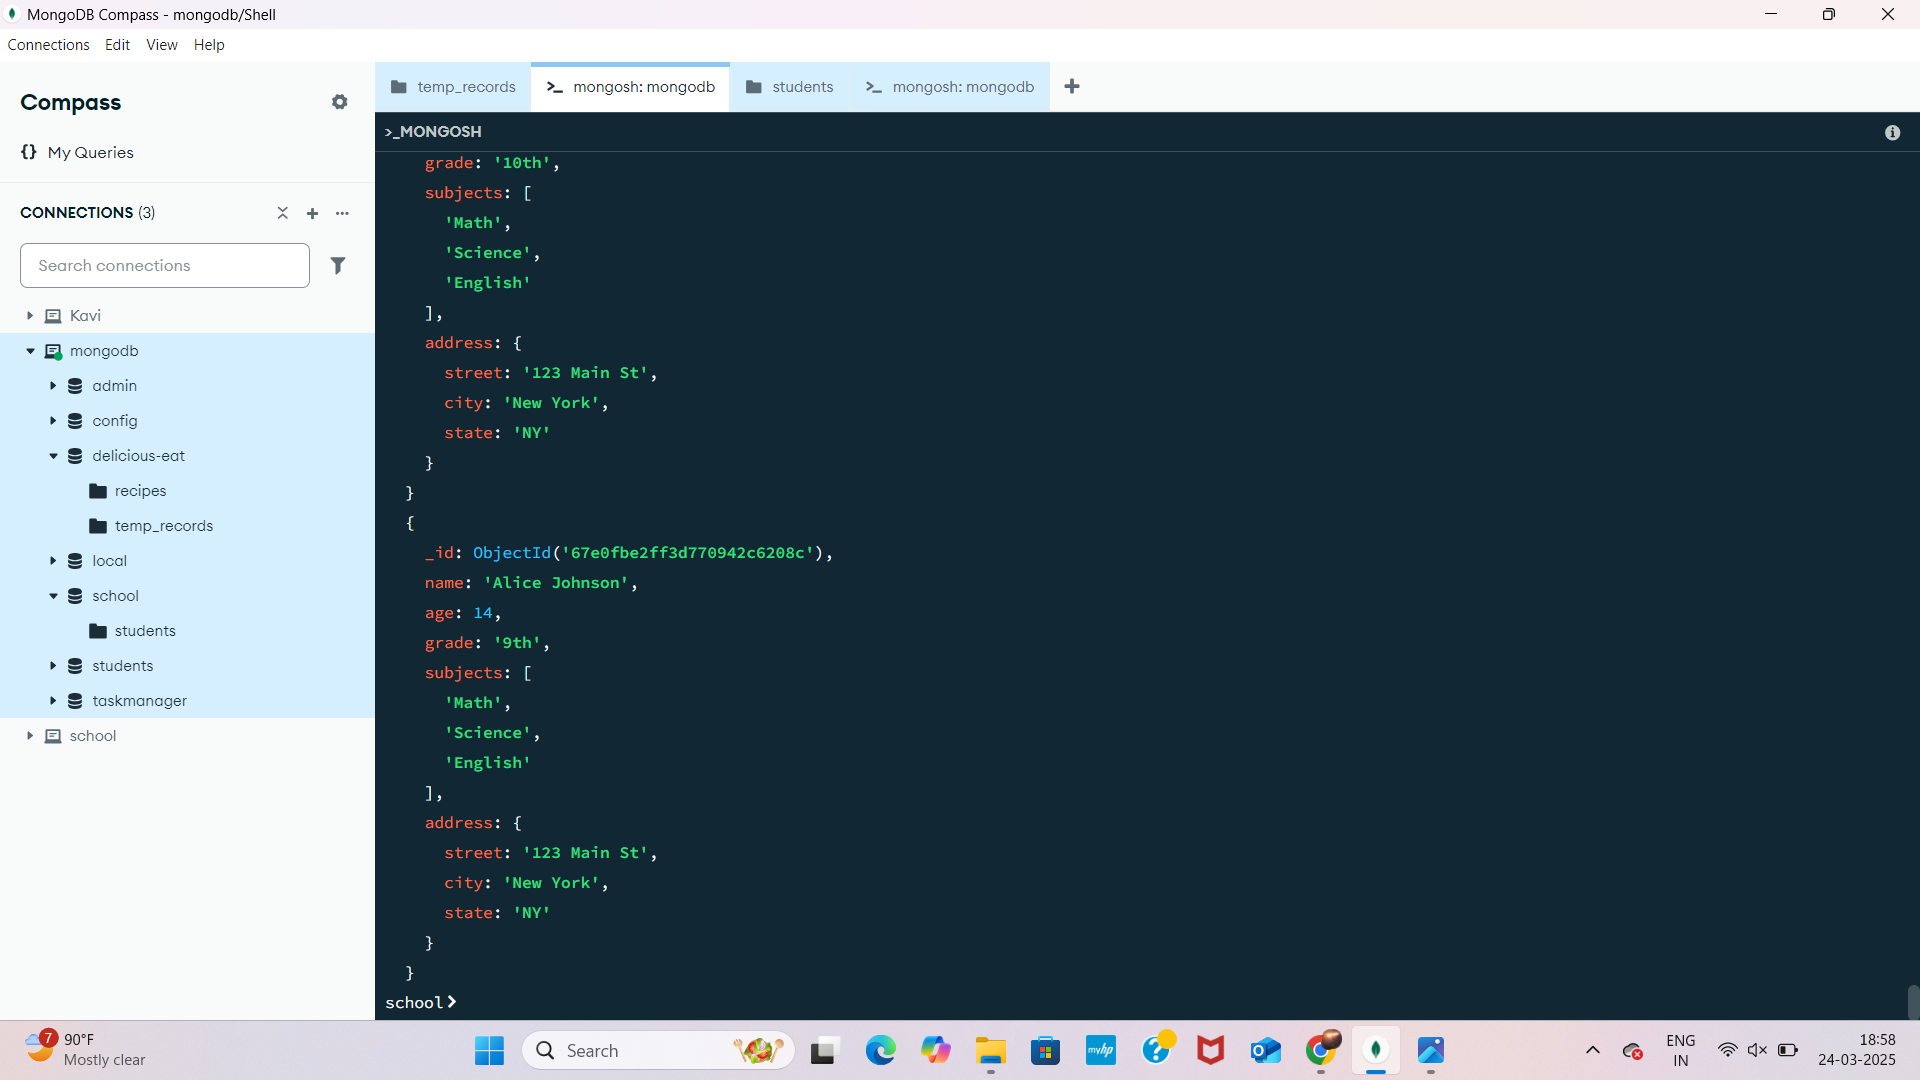 MongoDB Compass - mongodb/Shell
Connections Edit View Help
Compass
{} My Queries
CONNECTIONS (3)
Search connections
Kavi
mongodb
admin
config
delicious-eat
recipes
temp_records
local
school
students
students
taskmanager
school
temp_records
>_ mongosh: mongodb
students
>_ mongosh: mongodb
>_MONGOSH
grade: '10th',
subjects: [
'Math',
'Science',
'English'
],
address: {
street: '123 Main St',
city: 'New York',
state: 'NY'
}
}
{
_id: ObjectId('67e0fbe2ff3d770942c6208c'),
name: 'Alice Johnson',
age: 14,
grade: '9th',
subjects: [
'Math',
'Science',
'English'
],
address: {
street: '123 Main St',
city: 'New York',
state: 'NY'
}
}
school>
7
90°F
Mostly clear
Search
myhp
ENG
IN
18:58
24-03-2025